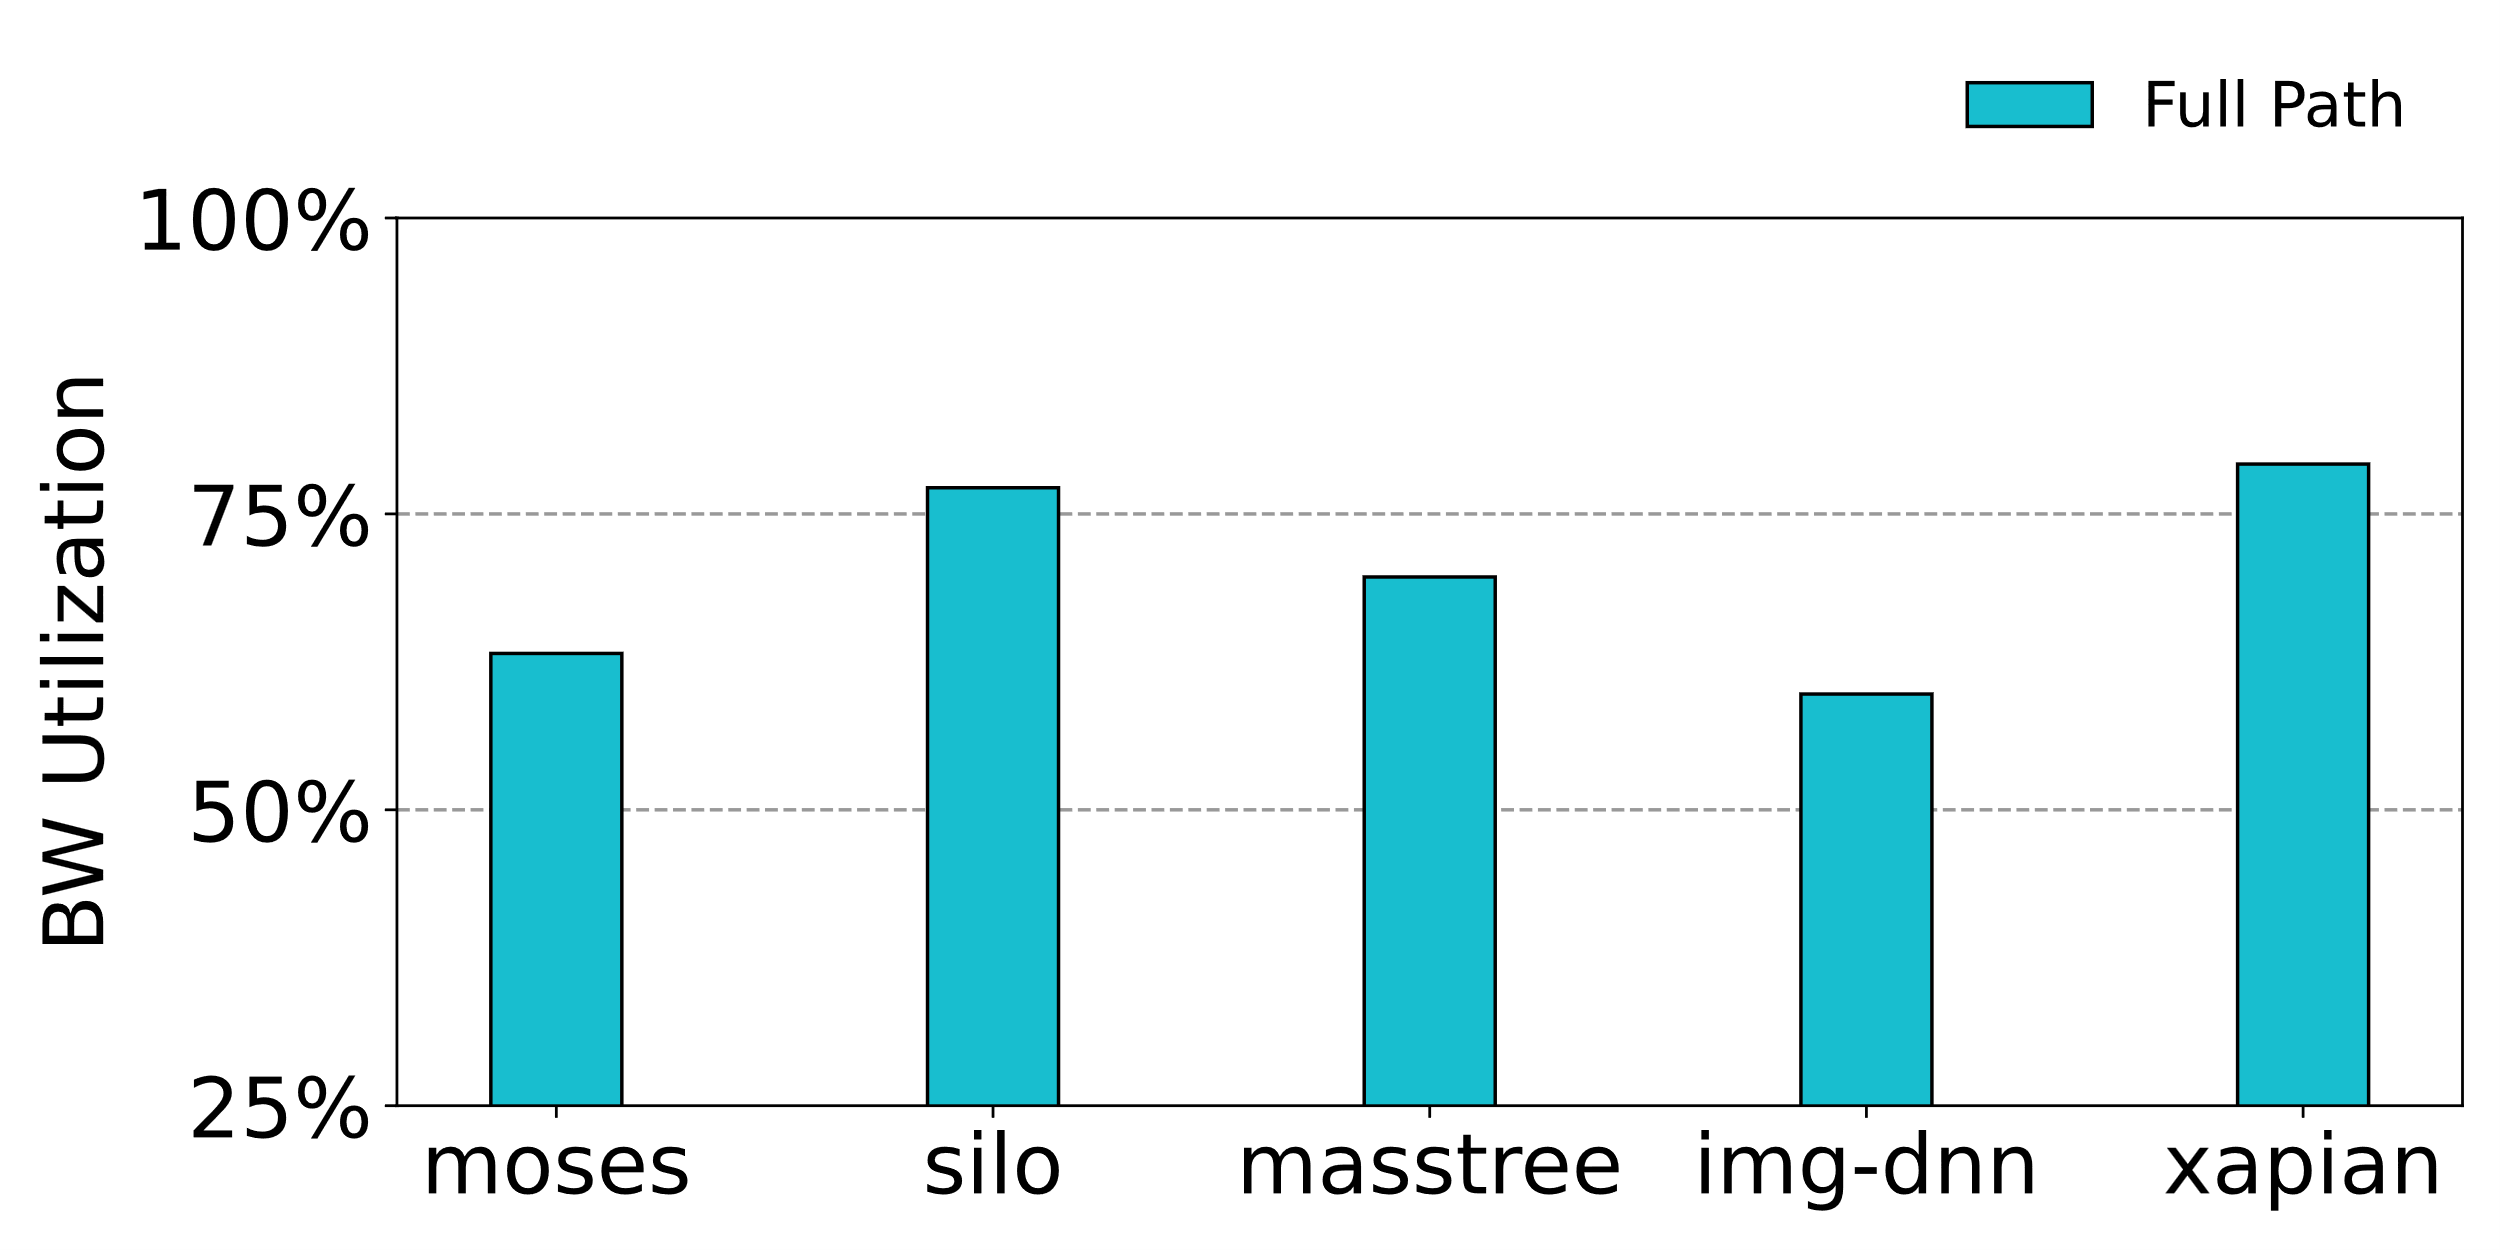 Full Path
100%
75%
50%
25%
BW Utilization
moses silo masstree img-dnn xapian